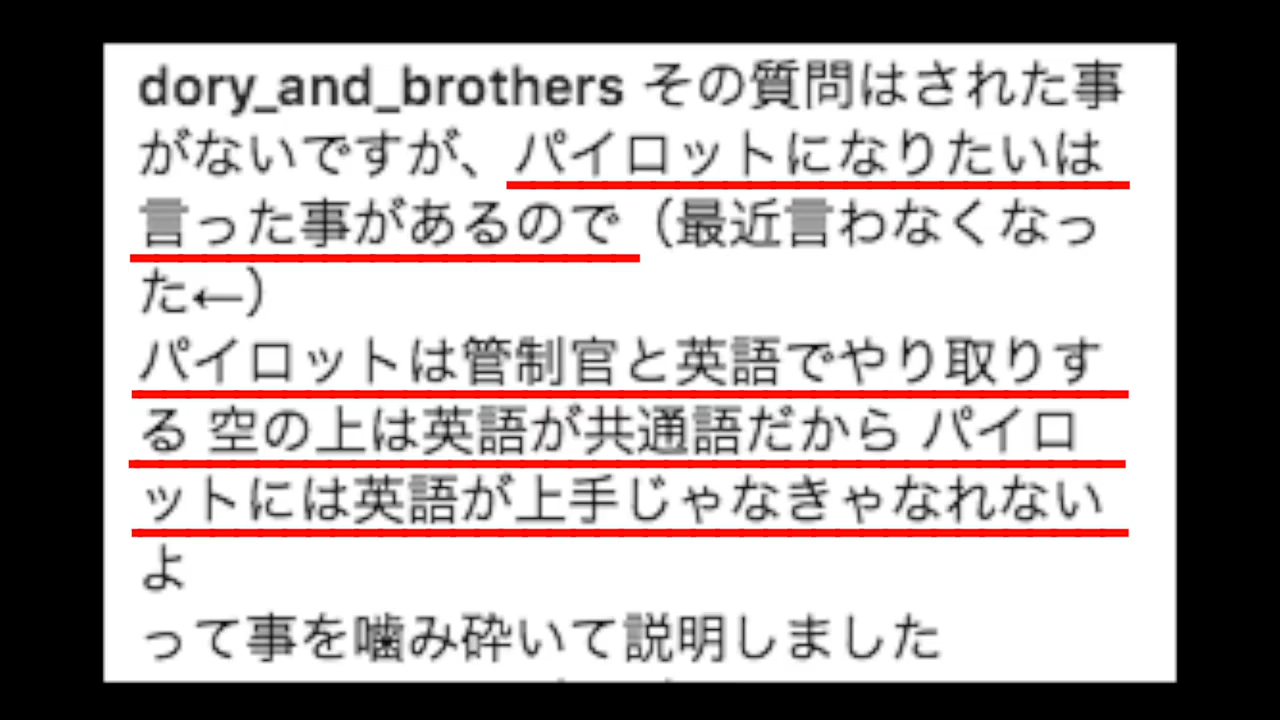 dory_and_brothers その質問はされた事
がないですが、パイロットになりたいは
言った事があるので（最近言わなくなっ
た←）
パイロットは管制官と英語でやり取りす
る 空の上は英語が共通語だから パイロ
ットには英語が上手じゃなきゃなれない
よ
って事を噛み砕いて説明しました